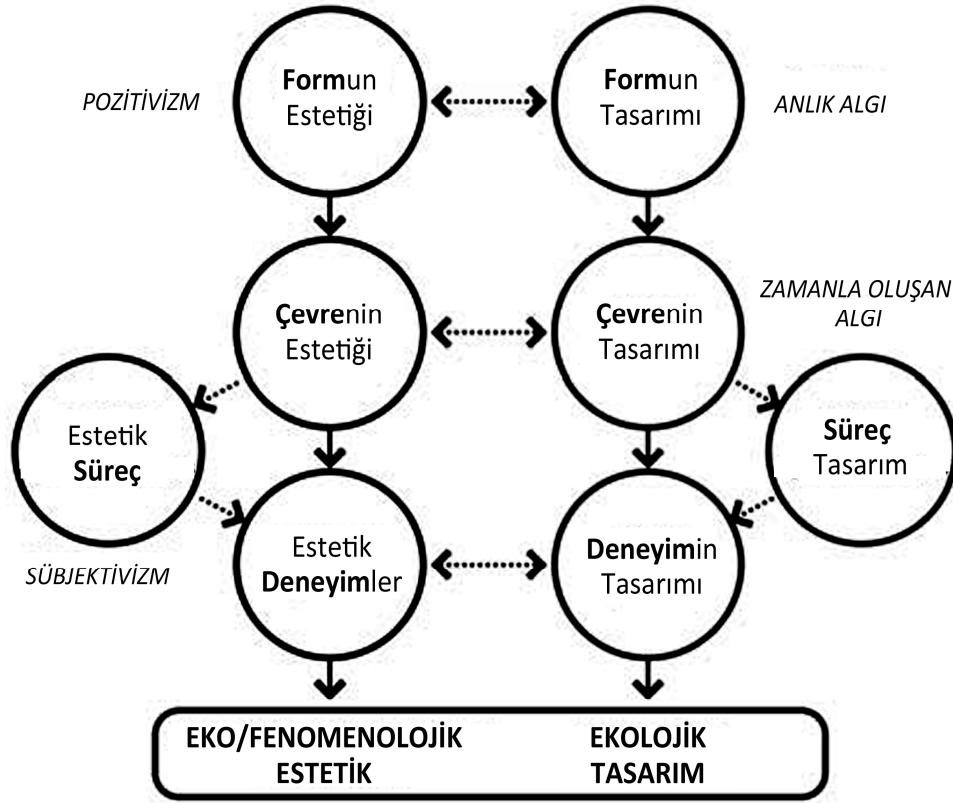 POZİTİVİZM
Formun
Estetiği
Formun
Tasarımı
ANLIK ALGI
Çevrenin
Estetiği
Çevrenin
Tasarımı
ZAMANLA OLUŞAN
ALGI
Estetik
Süreç
Süreç
Tasarım
SÜBJEKTİVİZM
Estetik
Deneyimler
Deneyimin
Tasarımı
EKO/FENOMENOLOJİK
ESTETİK
EKOLOJİK
TASARIM